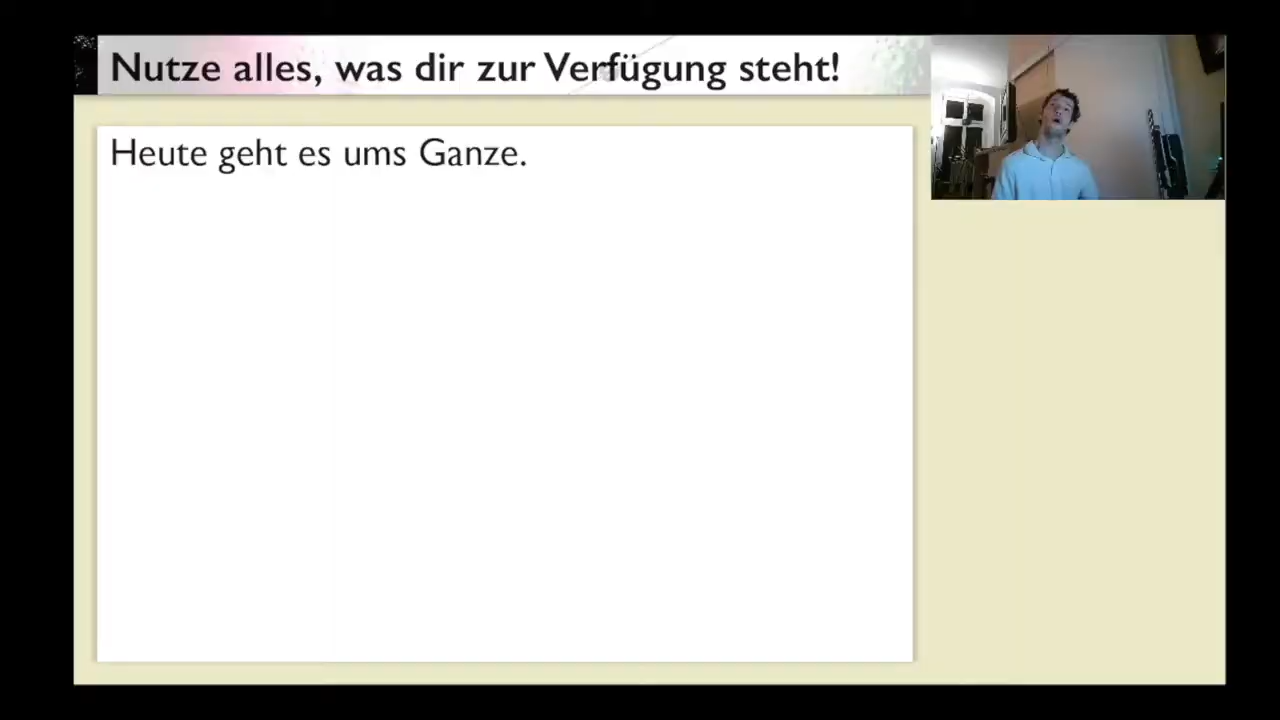 Nutze alles, was dir zur Verfügung steht!
Heute geht es ums Ganze.